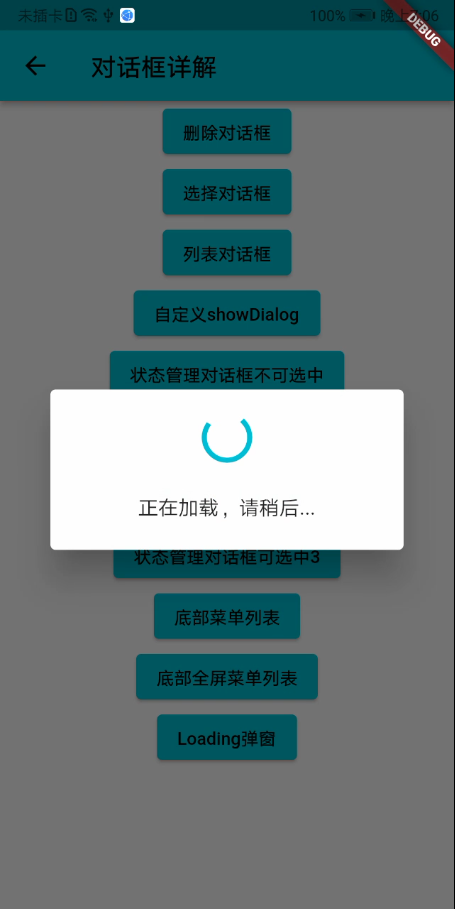 未插卡 100% 晚上
06
DEBUG
对话框详解
删除对话框
选择对话框
列表对话框
自定义showDialog
状态管理对话框不可选中
正在加载，请稍后...
状态管理对话框可选中3
底部菜单列表
底部全屏菜单列表
Loading弹窗